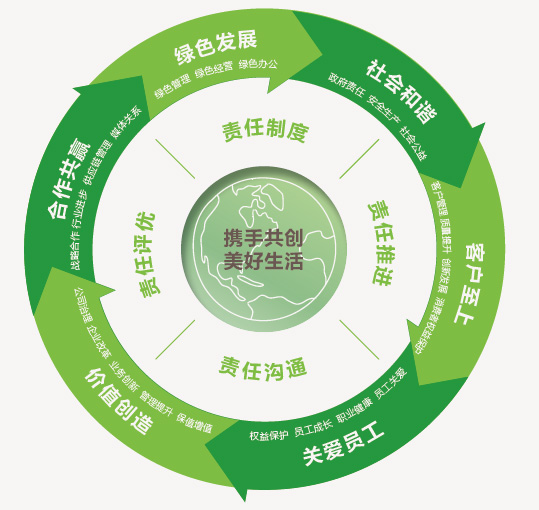 绿色发展
绿色管理 绿色经营 绿色办公
社会和谐
政府责任 安全生产 社会公益
客户至上
客户管理 质量提升 创新发展 消费者权益保护
关爱员工
权益保护 员工成长 职业健康 员工关爱
价值创造
公司治理 党风廉政 业务创新 管理提升 保值增值
合作共赢
战略合作 行业进步 供应链管理 媒体关系
责任制度
责任推进
责任沟通
责任评优
携手共创
美好生活